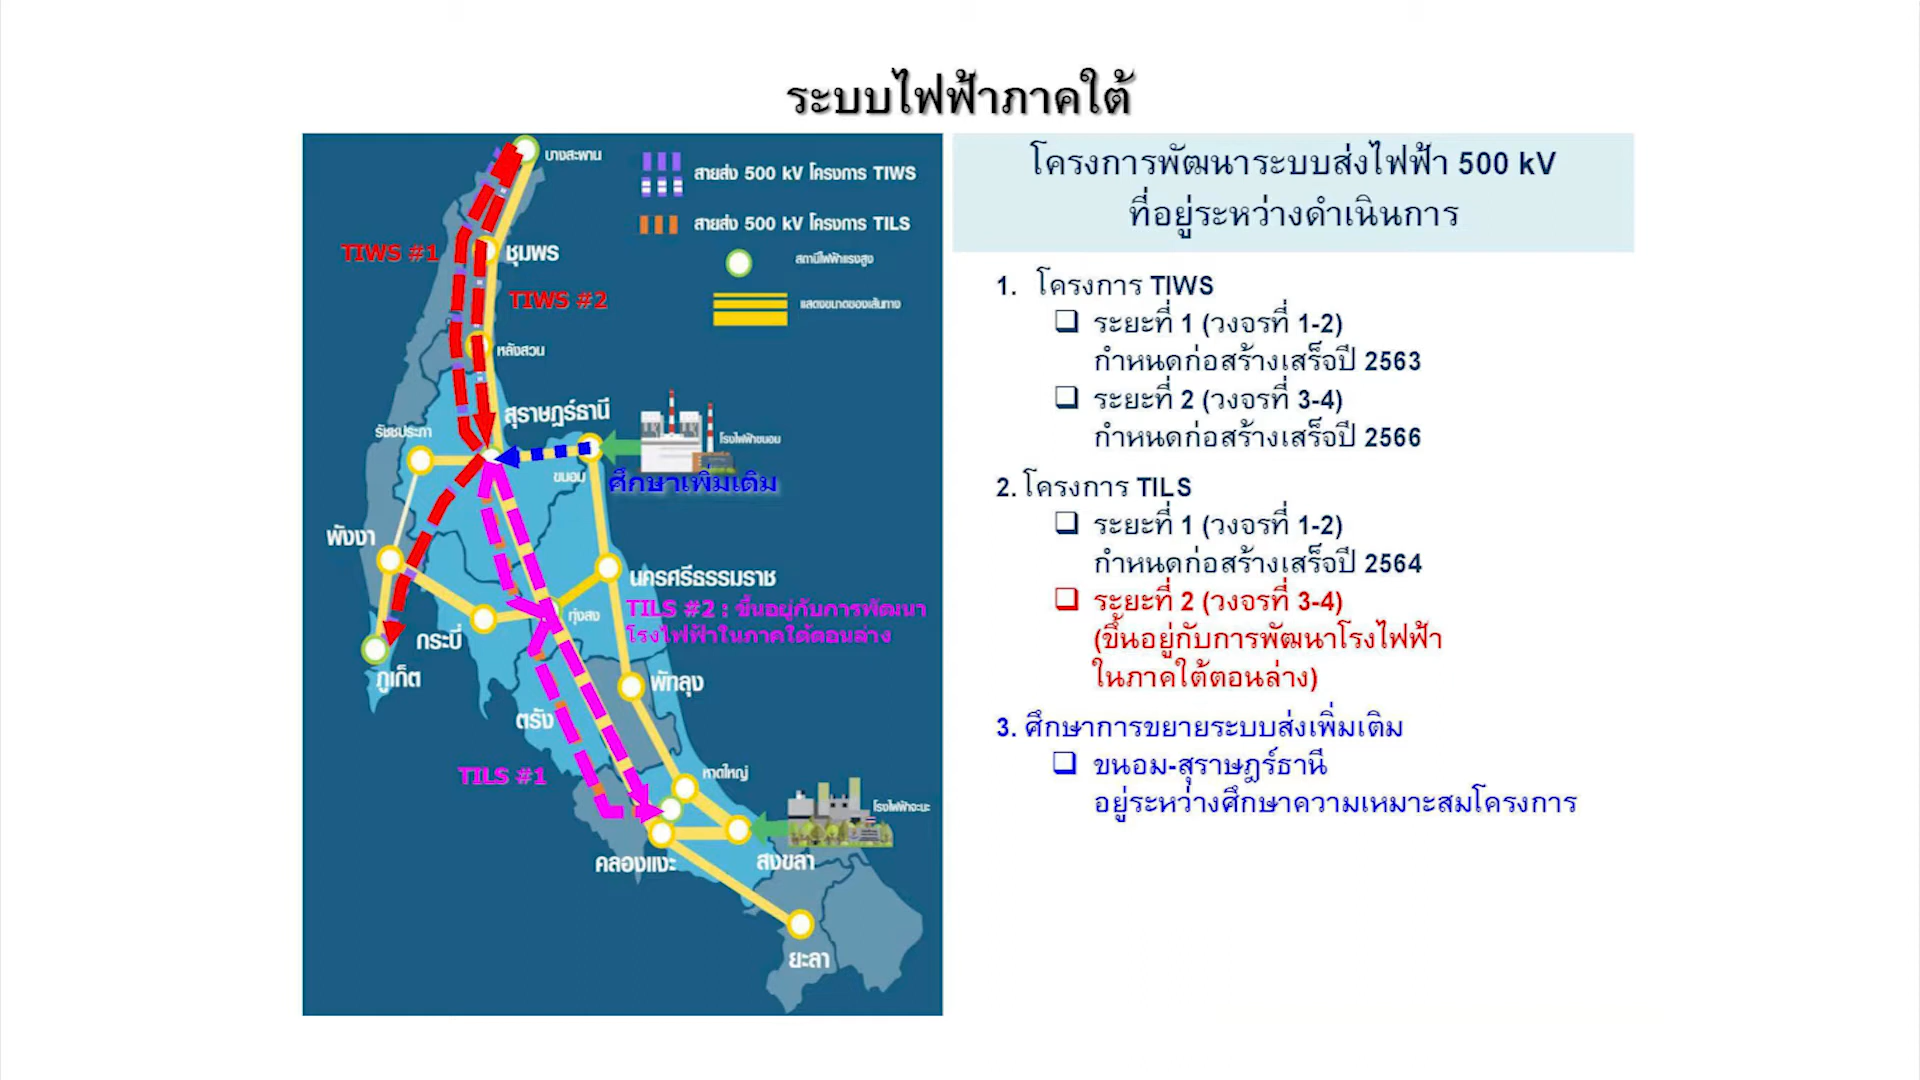 ระบบไฟฟ้าภาคใต้
บางสะพาน
สายส่ง 500 kV โครงการ TIWS
สายส่ง 500 kV โครงการ TILS
TIWS #1
ชุมพร
สถานีไฟฟ้าแรงสูง
TIWS #2
แสดงขนาดของเส้นทาง
หลังสวน
สุราษฎร์ธานี
รัชชประภา
โรงไฟฟ้าขนอม
ขนอม
ศึกษาเพิ่มเติม
พังงา
นครศรีธรรมราช
ทุ่งสง
TILS #2 : ขึ้นอยู่กับการพัฒนา
โรงไฟฟ้าในภาคใต้ตอนล่าง
กระบี่
ภูเก็ต
พัทลุง
ตรัง
TILS #1
หาดใหญ่
โรงไฟฟ้าจะนะ
คลองแงะ
สงขลา
ยะลา
โครงการพัฒนาระบบส่งไฟฟ้า 500 kV
ที่อยู่ระหว่างดำเนินการ
1. โครงการ TIWS
❑ ระยะที่ 1 (วงจรที่ 1-2)
กำหนดก่อสร้างเสร็จปี 2563
❑ ระยะที่ 2 (วงจรที่ 3-4)
กำหนดก่อสร้างเสร็จปี 2566
2. โครงการ TILS
❑ ระยะที่ 1 (วงจรที่ 1-2)
กำหนดก่อสร้างเสร็จปี 2564
❑ ระยะที่ 2 (วงจรที่ 3-4)
(ขึ้นอยู่กับการพัฒนาโรงไฟฟ้า
ในภาคใต้ตอนล่าง)
3. ศึกษาการขยายระบบส่งเพิ่มเติม
❑ ขนอม-สุราษฎร์ธานี
อยู่ระหว่างศึกษาความเหมาะสมโครงการ